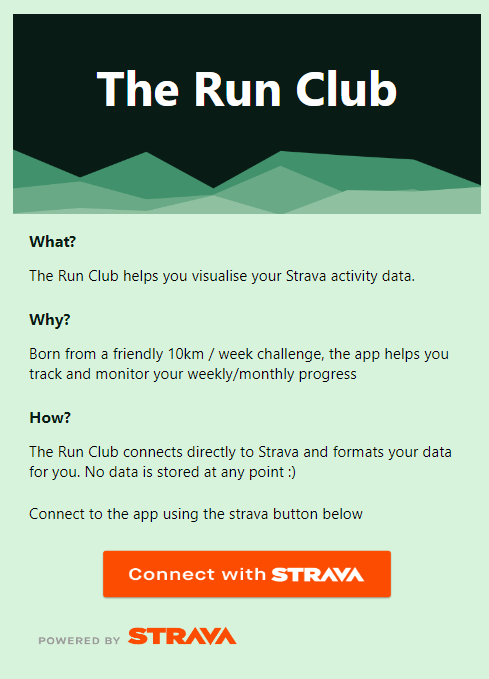 The Run Club
What?
The Run Club helps you visualise your Strava activity data.
Why?
Born from a friendly 10km / week challenge, the app helps you
track and monitor your weekly/monthly progress
How?
The Run Club connects directly to Strava and formats your data
for you. No data is stored at any point :)
Connect to the app using the strava button below
Connect with STRAVA
POWERED BY STRAVA